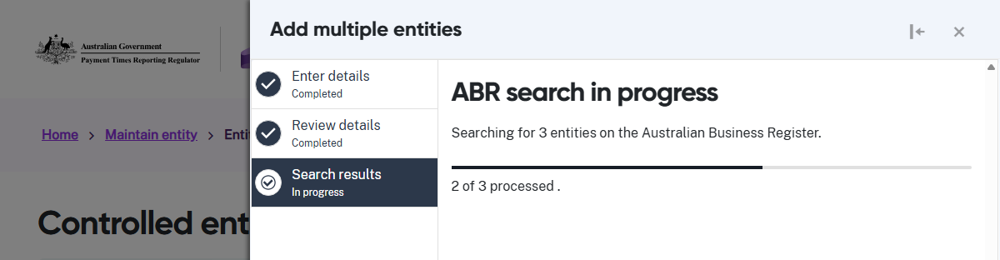 Australian Government
Payment Times Reporting Regulator
Home > Maintain entity > Enti
Controlled ent
Add multiple entities
Enter details
Completed
Review details
Completed
Search results
In progress
ABR search in progress
Searching for 3 entities on the Australian Business Register.
2 of 3 processed .